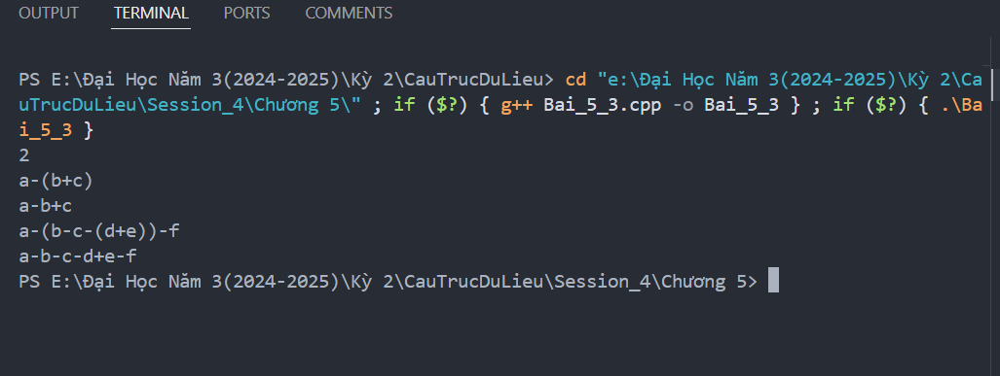 OUTPUT TERMINAL PORTS COMMENTS
PS E:\Đại Học Năm 3(2024-2025)\Kỳ 2\CauTrucDuLieu> cd "e:\Đại Học Năm 3(2024-2025)\Kỳ 2\Ca
uTrucDuLieu\Session_4\Chương 5\" ; if ($?) { g++ Bai_5_3.cpp -o Bai_5_3 } ; if ($?) { .\Ba
i_5_3 }
2
a-(b+c)
a-b+c
a-(b-c-(d+e))-f
a-b-c-d+e-f
PS E:\Đại Học Năm 3(2024-2025)\Kỳ 2\CauTrucDuLieu\Session_4\Chương 5>